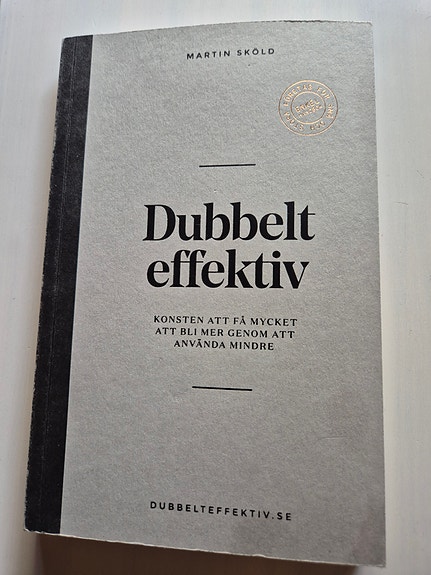 MARTIN SKÖLD
Dubbelt
effektiv
KONSTEN ATT FÅ MYCKET
ATT BLI MER GENOM ATT
ANVÄNDA MINDRE
DUBBELTEFFEKTIV.SE